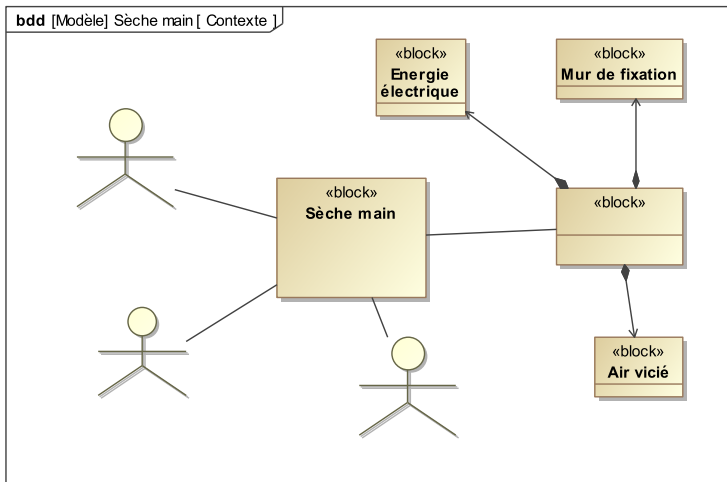 bdd [Modèle] Sèche main [ Contexte ]
«block»
Energie
électrique
«block»
Mur de fixation
«block»
Sèche main
«block»
«block»
Air vicié